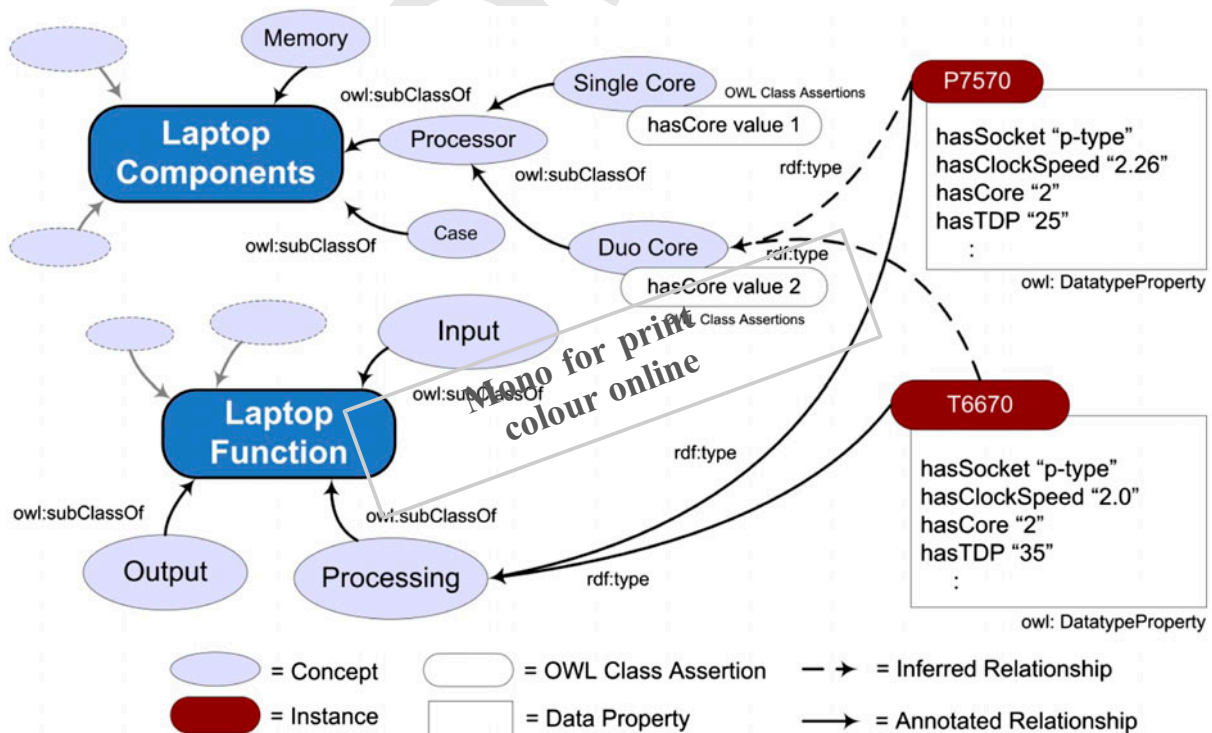 Memory
owl:subClassOf
Single Core
OWL Class Assertions
hasCore value 1
P7570
Laptop
Components
Processor
owl:subClassOf
rdf:type
hasSocket “p-type”
hasClockSpeed “2.26”
hasCore “2”
hasTDP “25”
:
owl: DatatypeProperty
owl:subClassOf
Case
Duo Core
rdf:type
hasCore value 2
OWL Class Assertions
Input
owl:subClassOf
Mono for print
colour online
Laptop
Function
T6670
rdf:type
hasSocket “p-type”
hasClockSpeed “2.0”
hasCore “2”
hasTDP “35”
:
owl: DatatypeProperty
owl:subClassOf
owl:subClassOf
Output
Processing
rdf:type
= Concept
= OWL Class Assertion
= Inferred Relationship
= Instance
= Data Property
= Annotated Relationship